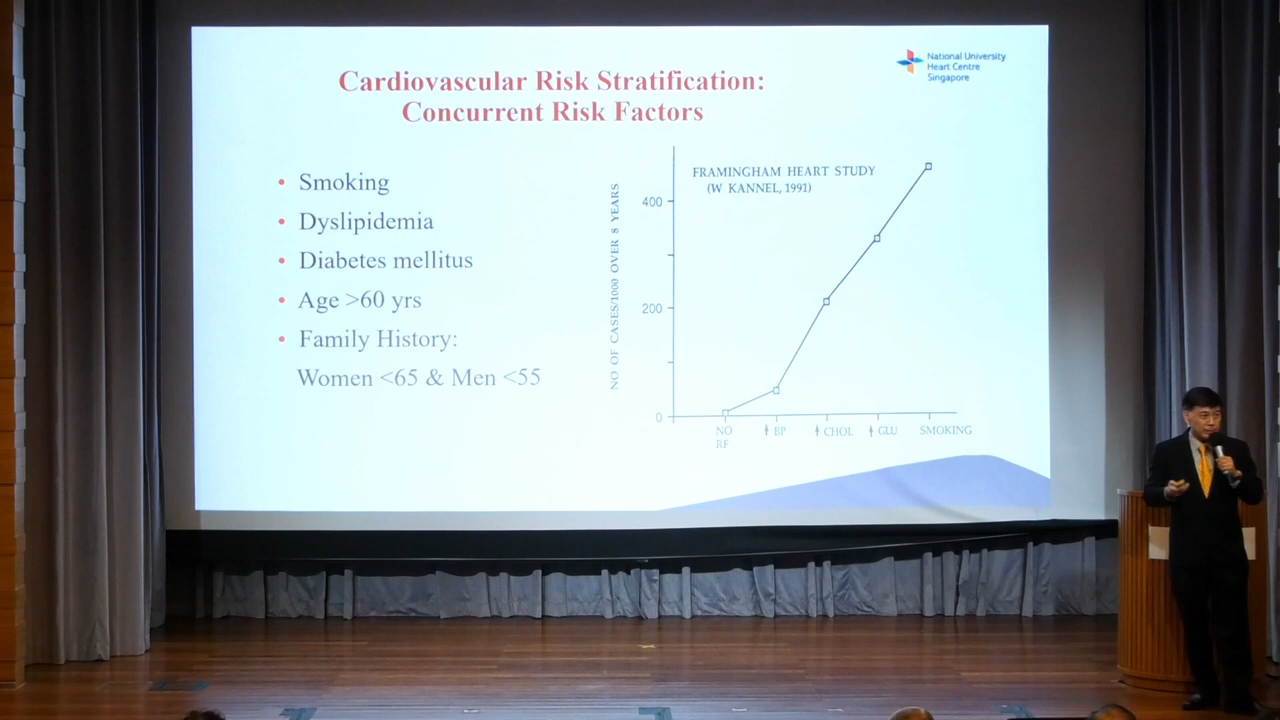 National University
Heart Centre
Singapore
Cardiovascular Risk Stratification:
Concurrent Risk Factors
• Smoking
• Dyslipidemia
• Diabetes mellitus
• Age >60 yrs
• Family History:
Women <65 & Men <55
FRAMINGHAM HEART STUDY
(W KANNEL, 1991)
NO OF CASES/1000 OVER 8 YEARS
400
200
0
NO
RF
BP
CHOL
GLU
SMOKING